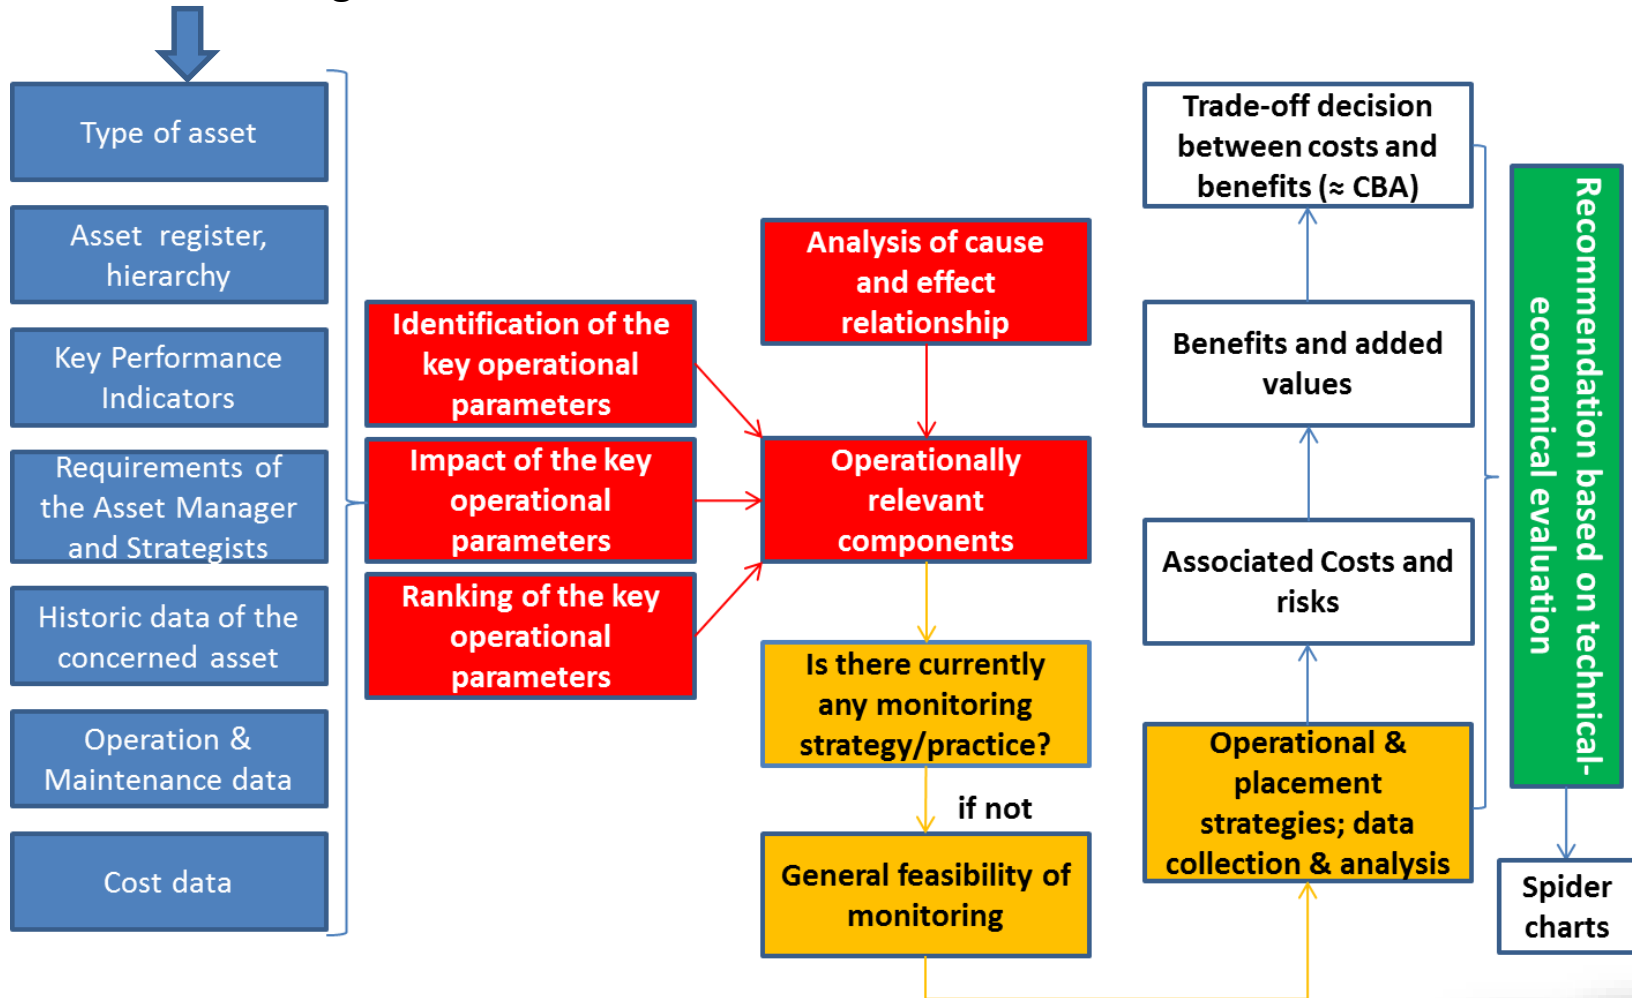 Type of asset
Asset register,
hierarchy
Key Performance
Indicators
Requirements of
the Asset Manager
and Strategists
Historic data of the
concerned asset
Operation &
Maintenance data
Cost data
Identification of the
key operational
parameters
Impact of the key
operational
parameters
Ranking of the key
operational
parameters
Analysis of cause
and effect
relationship
Operationally
relevant
components
Is there currently
any monitoring
strategy/practice?
if not
General feasibility of
monitoring
Trade-off decision
between costs and
benefits (≈ CBA)
Benefits and added
values
Associated Costs and
risks
Operational &
placement
strategies; data
collection & analysis
Recommendation based on technical-
economical evaluation
Spider
charts